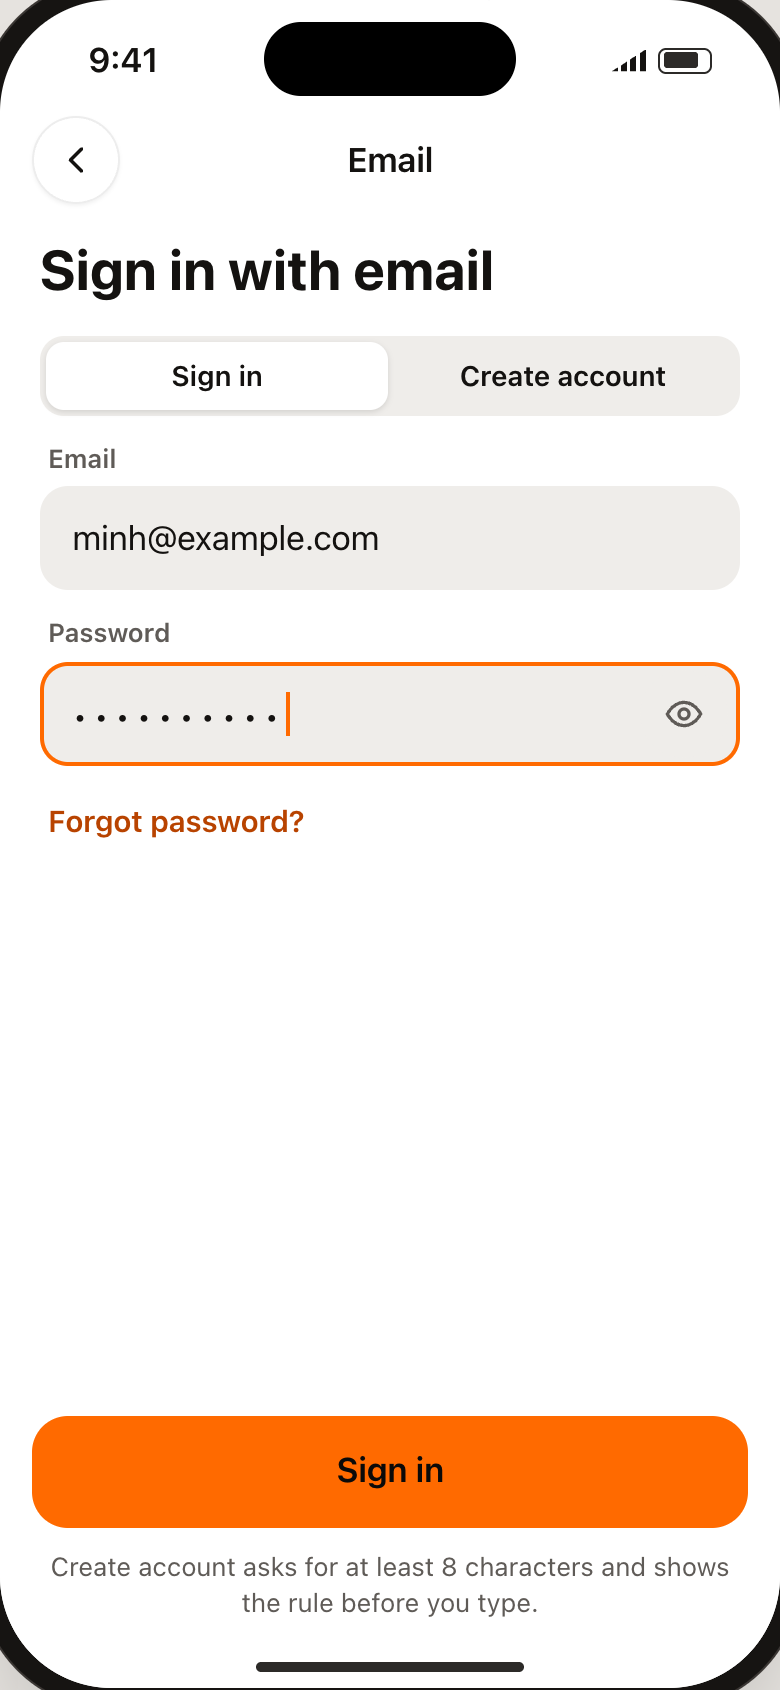 9:41
Email
Sign in with email
Sign in
Create account
Email
minh@example.com
Password
••••••••••
Forgot password?
Sign in
Create account asks for at least 8 characters and shows
the rule before you type.